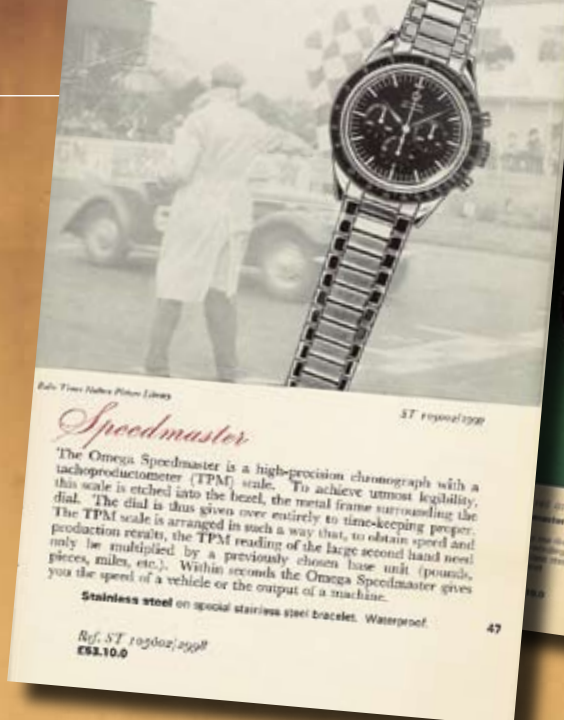 Radio Times Hulton Picture Library
ST 105002/2998
Speedmaster
The Omega Speedmaster is a high-precision chronograph with a
tachoproductometer (TPM) scale. To achieve utmost legibility,
this scale is etched into the bezel, the metal frame surrounding the
dial. The dial is thus given over entirely to time-keeping proper.
The TPM scale is arranged in such a way that, to obtain speed and
production results, the TPM reading of the large second hand need
only be multiplied by a previously chosen base unit (pounds,
pieces, miles, etc.). Within seconds the Omega Speedmaster gives
you the speed of a vehicle or the output of a machine.
Stainless steel on special stainless steel bracelet. Waterproof.
47
Ref. ST 105002/2998
£53.10.0